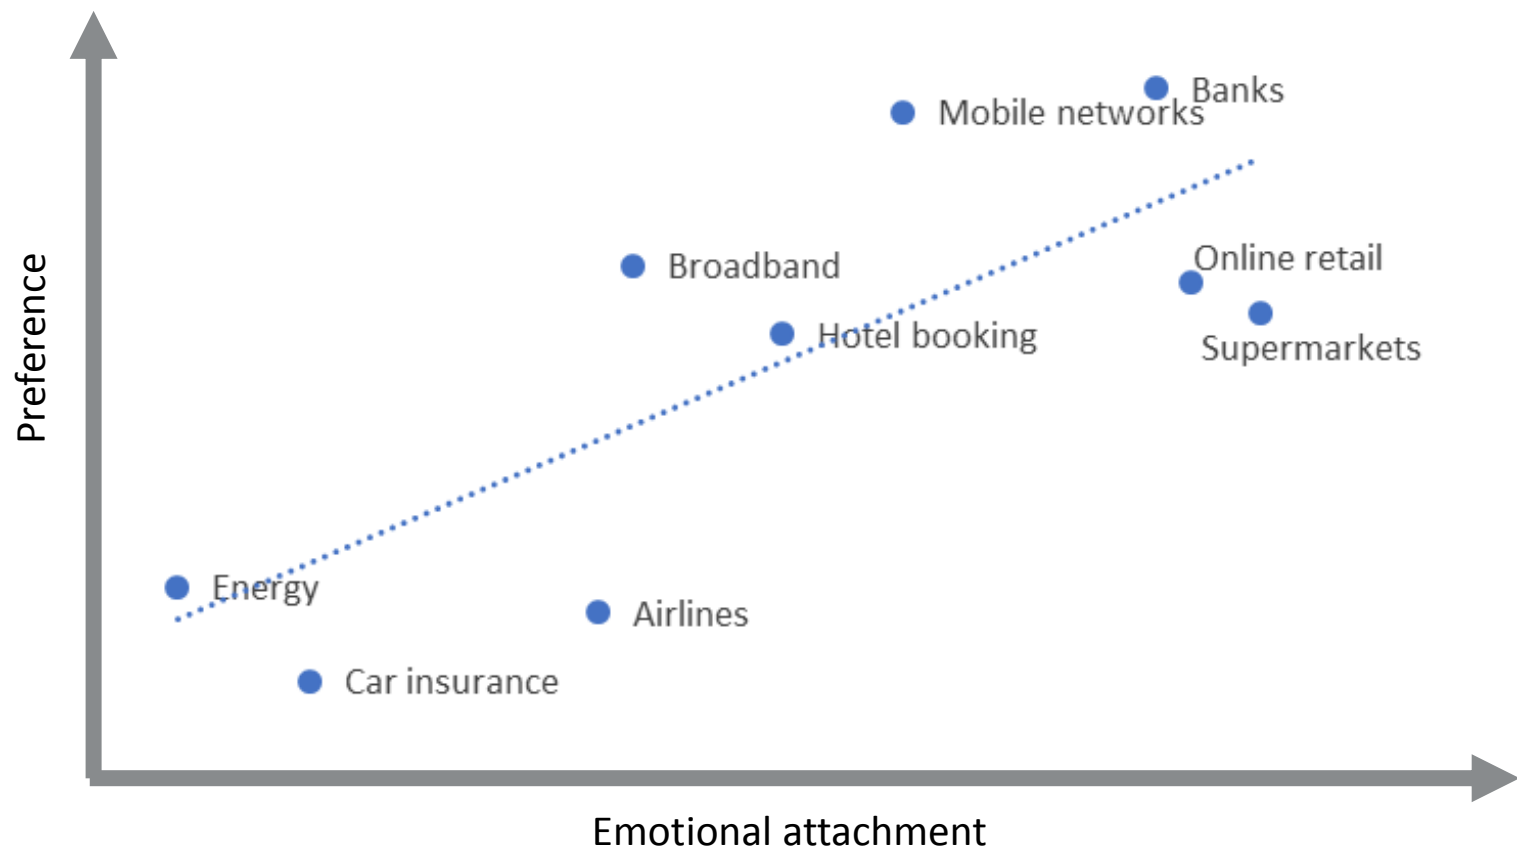 Banks
Mobile networks
Online retail
Broadband
Hotel booking
Supermarkets
Preference
Energy
Airlines
Car insurance
Emotional attachment